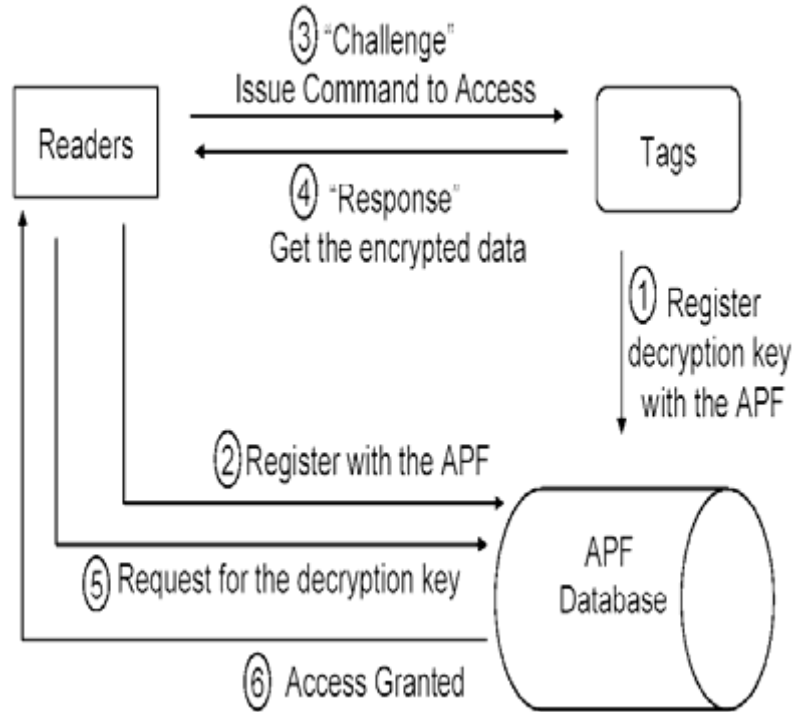 ③ "Challenge"
Issue Command to Access
Readers
Tags
④ "Response"
Get the encrypted data
① Register
decryption key
with the APF
② Register with the APF
APF
Database
⑤ Request for the decryption key
⑥ Access Granted